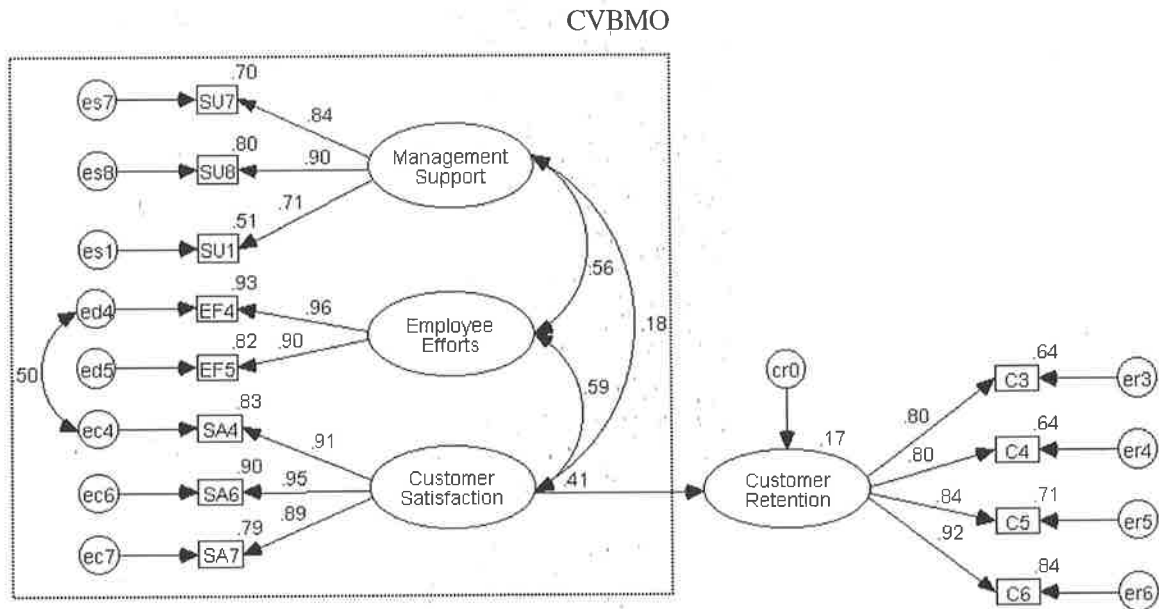 CVBMO
.70
es7
SU7
.84
.80
Management
Support
es8
SU8
.90
.71
.51
es1
SU1
.93
.56
ed4
EF4
.96
Employee
Efforts
.18
.82
.90
ed5
EF5
.50
.59
cr0
.64
C3
er3
.83
.80
ec4
SA4
.91
.17
.64
.80
C4
er4
.90
.95
Customer
Satisfaction
.41
Customer
Retention
ec6
SA6
.84
.71
C5
er5
.79
.89
.92
ec7
SA7
.84
C6
er6